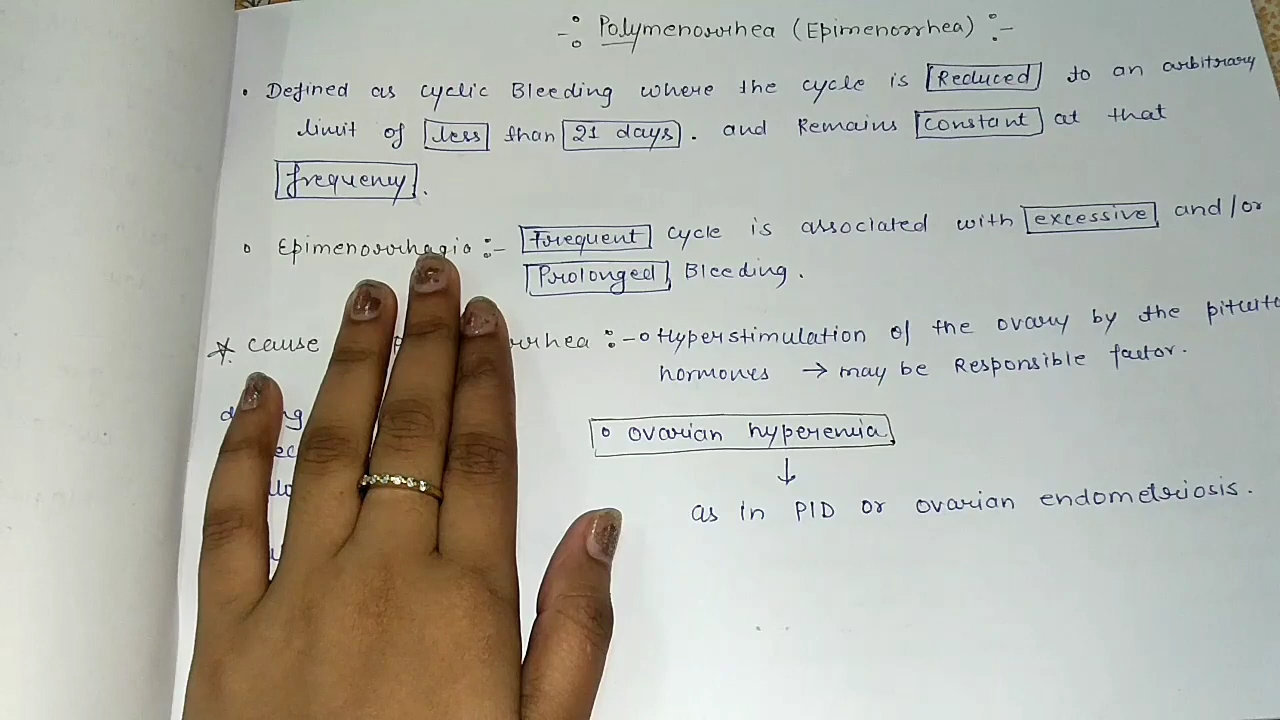 -: Polymenorrhea (Epimenorrhea) :-
• Defined as cyclic Bleeding where the cycle is Reduced to an arbitrary
limit of less than 21 days. and Remains constant at that
frequency.
• Epimenorrhagia :- Frequent cycle is associated with excessive and/or
Prolonged Bleeding.
* cause rrhea :- • Hyperstimulation of the ovary by the pituita
hormones → may be Responsible factor.
• ovarian hyperemia
↓
as in PID or ovarian endometriosis.